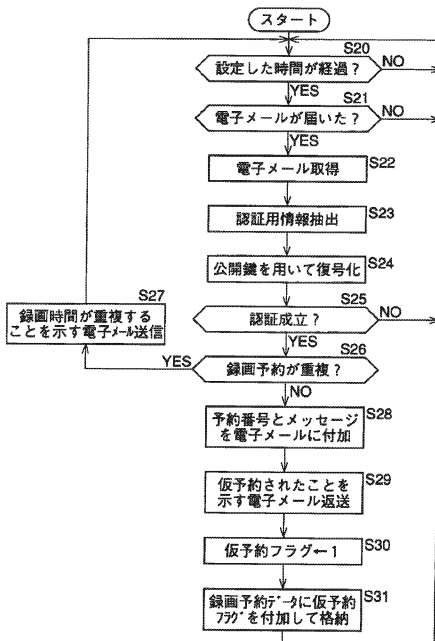 スタート
S20
設定した時間が経過？
NO
YES
S21
電子メールが届いた？
NO
YES
電子メール取得
S22
認証用情報抽出
S23
公開鍵を用いて復号化
S24
S25
認証成立？
NO
YES
S27
録画時間が重複する
ことを示す電子ﾒｰﾙ送信
S26
録画予約が重複？
YES
NO
予約番号とメッセージ
を電子メールに付加
S28
仮予約されたことを
示す電子メール返送
S29
仮予約フラグ←1
S30
録画予約ﾃﾞｰﾀに仮予約
ﾌﾗｸﾞを付加して格納
S31